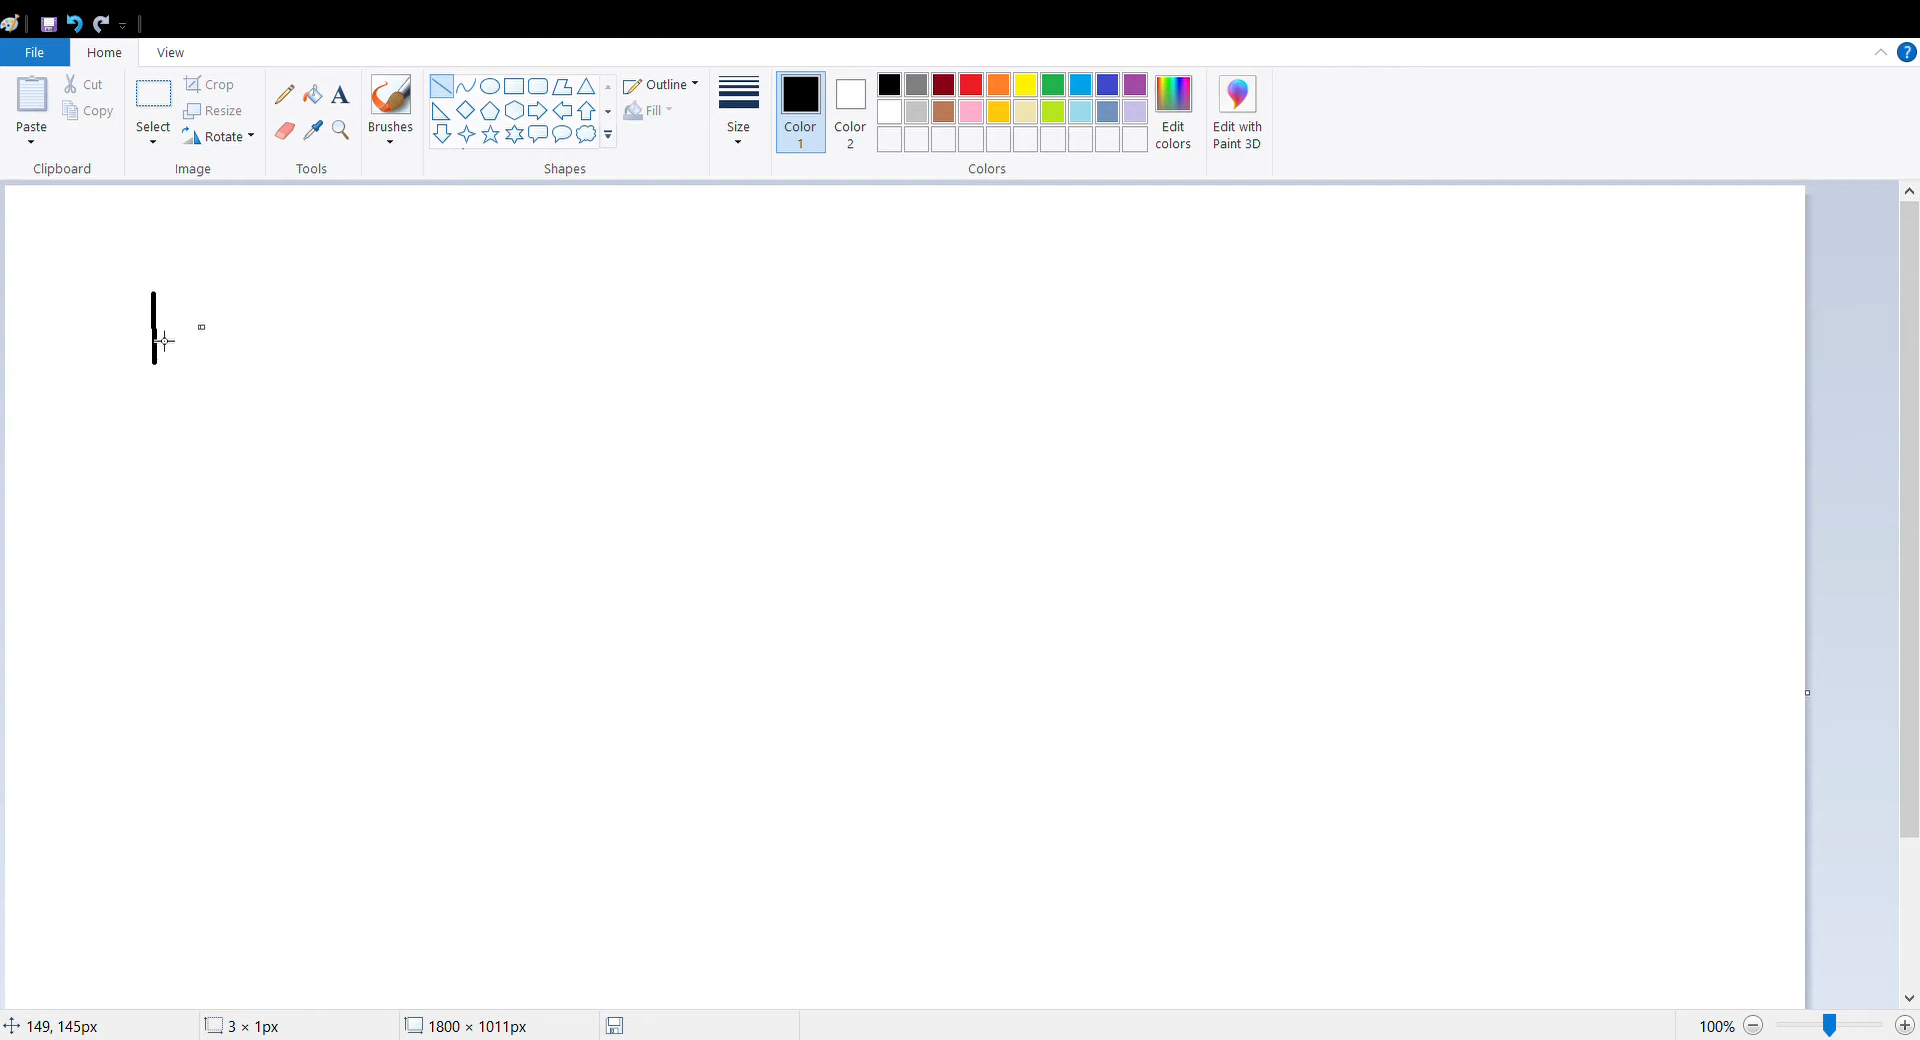 File Home View
Paste
Cut
Copy
Clipboard
Select
Crop
Resize
Rotate
Image
A
Tools
Brushes
Shapes
Outline
Fill
Size
Color 1
Color 2
Edit colors
Colors
Edit with Paint 3D
?
149, 145px
3 × 1px
1800 × 1011px
100%